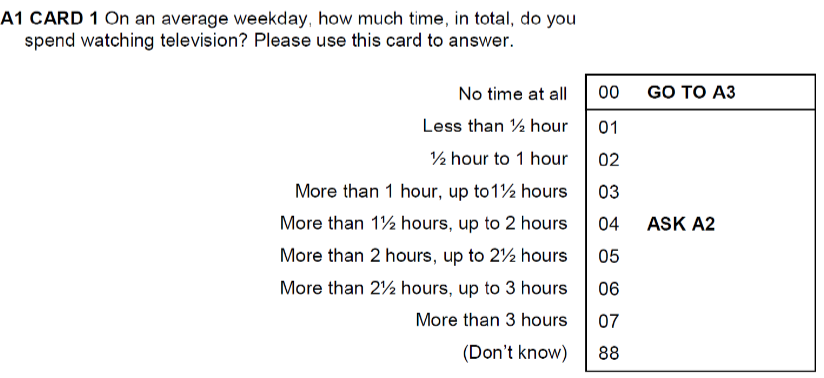 A1 CARD 1 On an average weekday, how much time, in total, do you
spend watching television? Please use this card to answer.
No time at all 00 GO TO A3
Less than ½ hour 01
½ hour to 1 hour 02
More than 1 hour, up to1½ hours 03
More than 1½ hours, up to 2 hours 04 ASK A2
More than 2 hours, up to 2½ hours 05
More than 2½ hours, up to 3 hours 06
More than 3 hours 07
(Don't know) 88